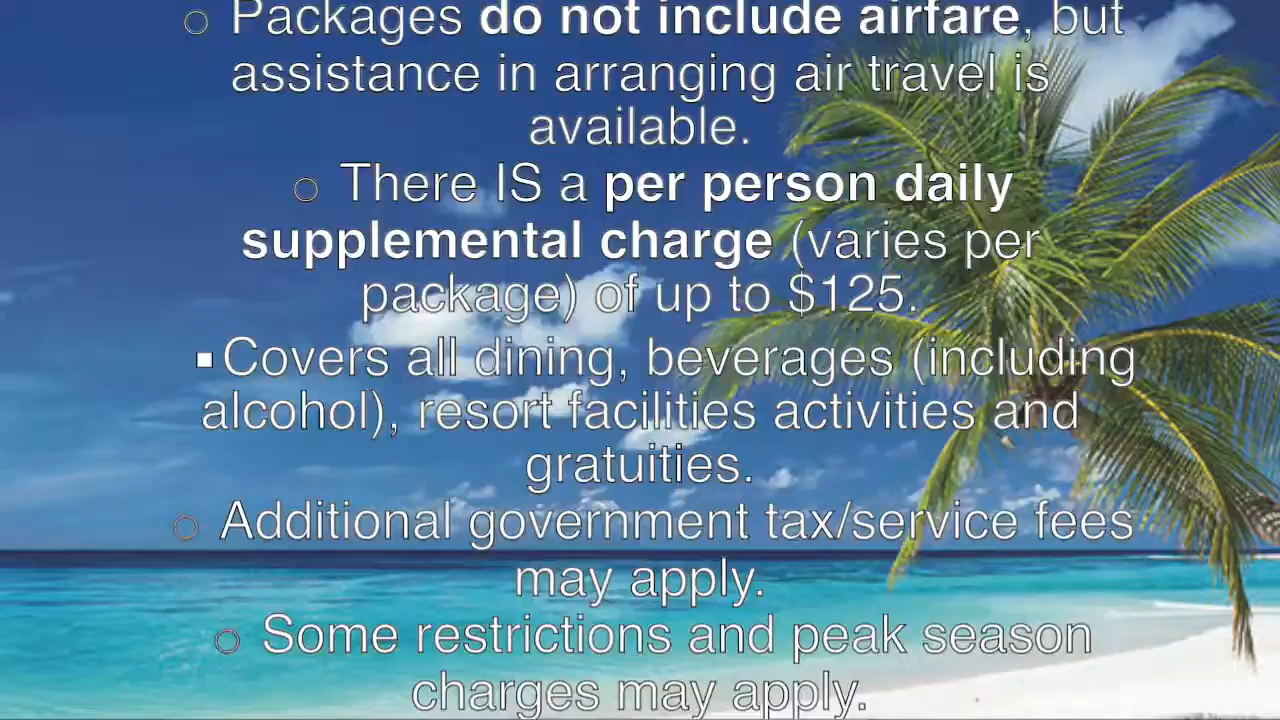 ○ Packages do not include airfare, but
assistance in arranging air travel is
available.
○ There IS a per person daily
supplemental charge (varies per
package) of up to $125.
▪ Covers all dining, beverages (including
alcohol), resort facilities activities and
gratuities.
○ Additional government tax/service fees
may apply.
○ Some restrictions and peak season
charges may apply.